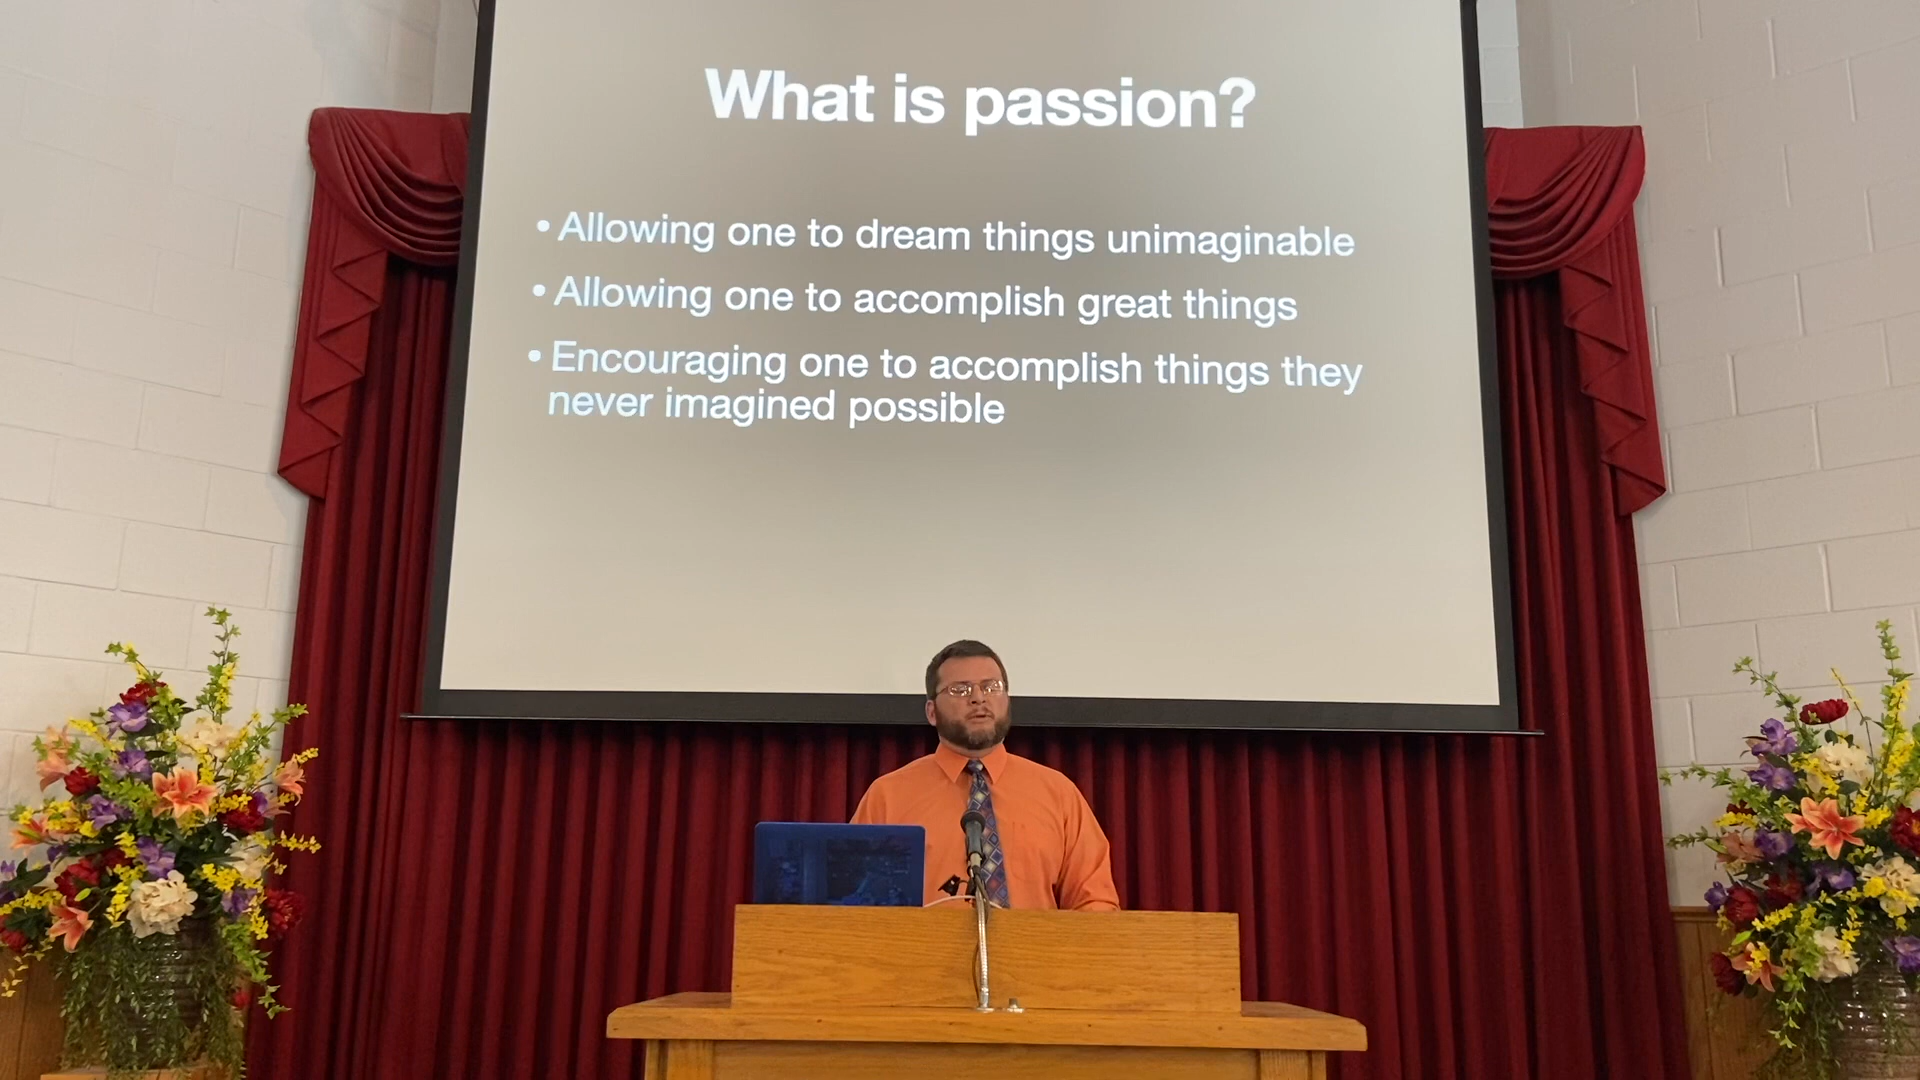 What is passion?
• Allowing one to dream things unimaginable
• Allowing one to accomplish great things
• Encouraging one to accomplish things they
never imagined possible